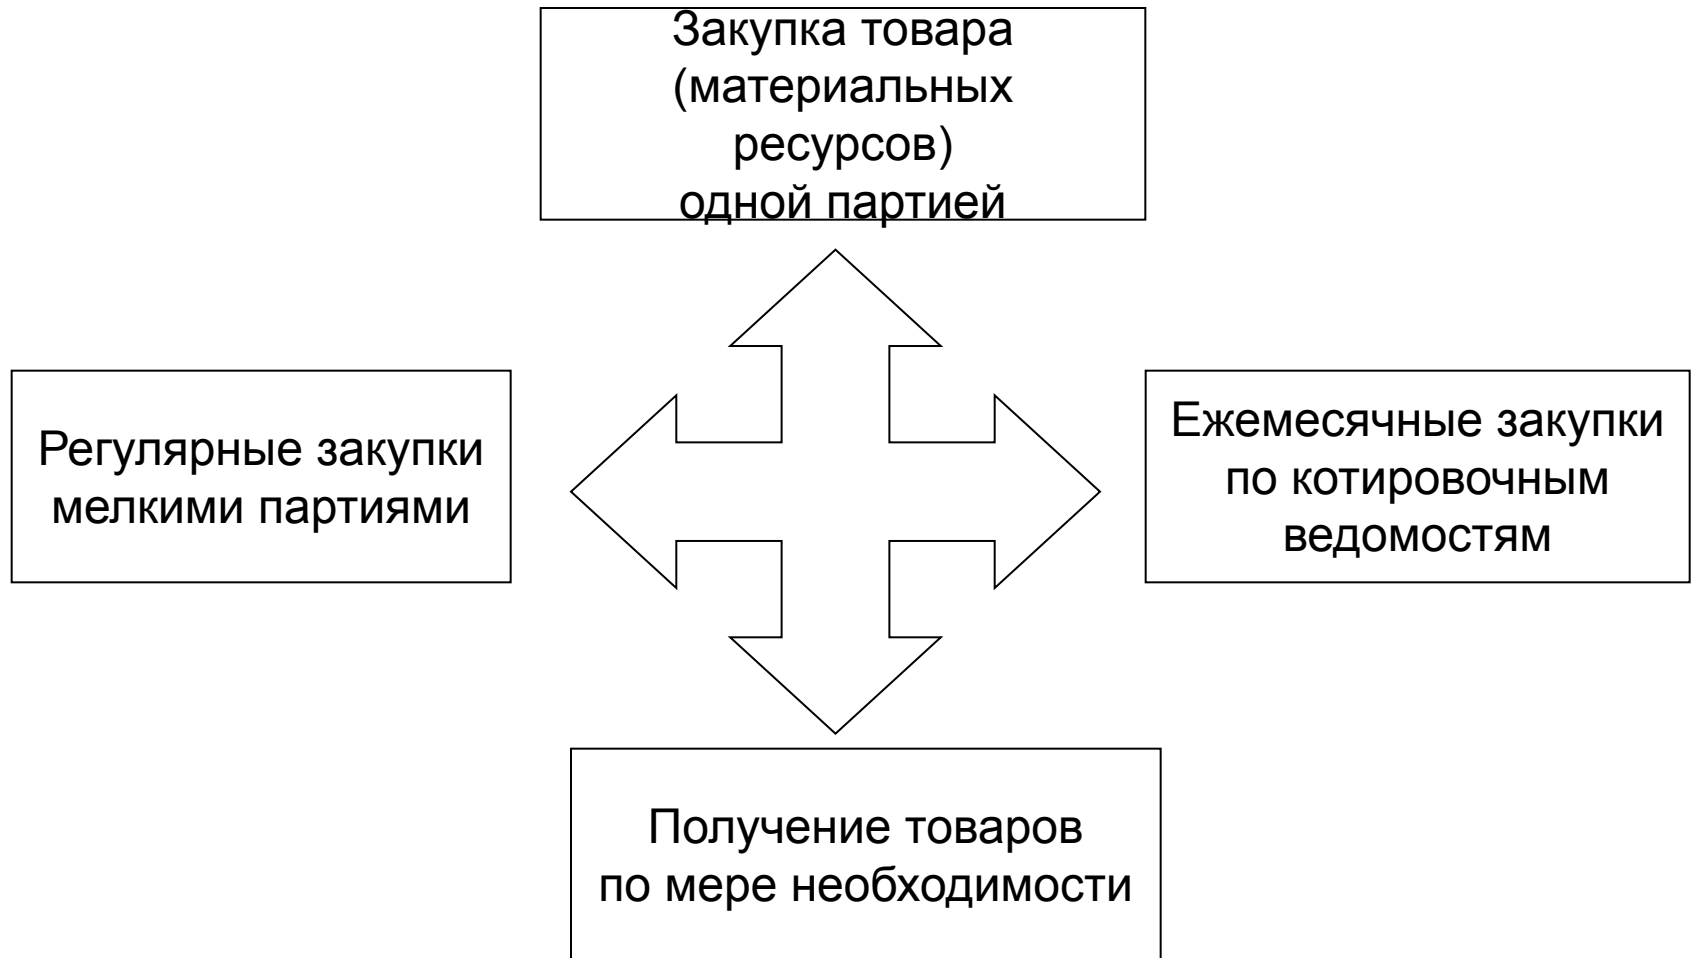 Закупка товара
(материальных
ресурсов)
одной партией
Регулярные закупки
мелкими партиями
Ежемесячные закупки
по котировочным
ведомостям
Получение товаров
по мере необходимости